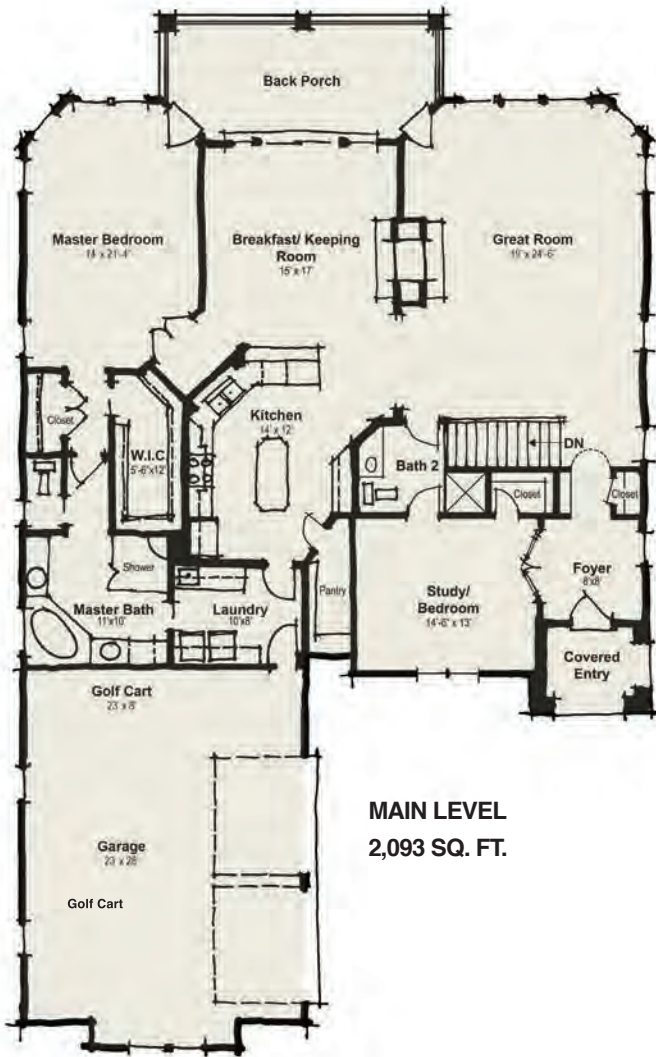 Back Porch
Master Bedroom
14' x 21'-4"
Breakfast/ Keeping
Room
15' x 17'
Great Room
19' x 24'-6"
Closet
W.I.C
5'-6"x12'
Kitchen
14' x 12'
Bath 2
DN
Closet
Closet
Shower
Master Bath
11'x10'
Laundry
10'x8'
Pantry
Study/
Bedroom
14'-6" x 13'
Foyer
8'x8'
Covered
Entry
Golf Cart
23' x 8'
MAIN LEVEL
2,093 SQ. FT.
Garage
23' x 28'
Golf Cart